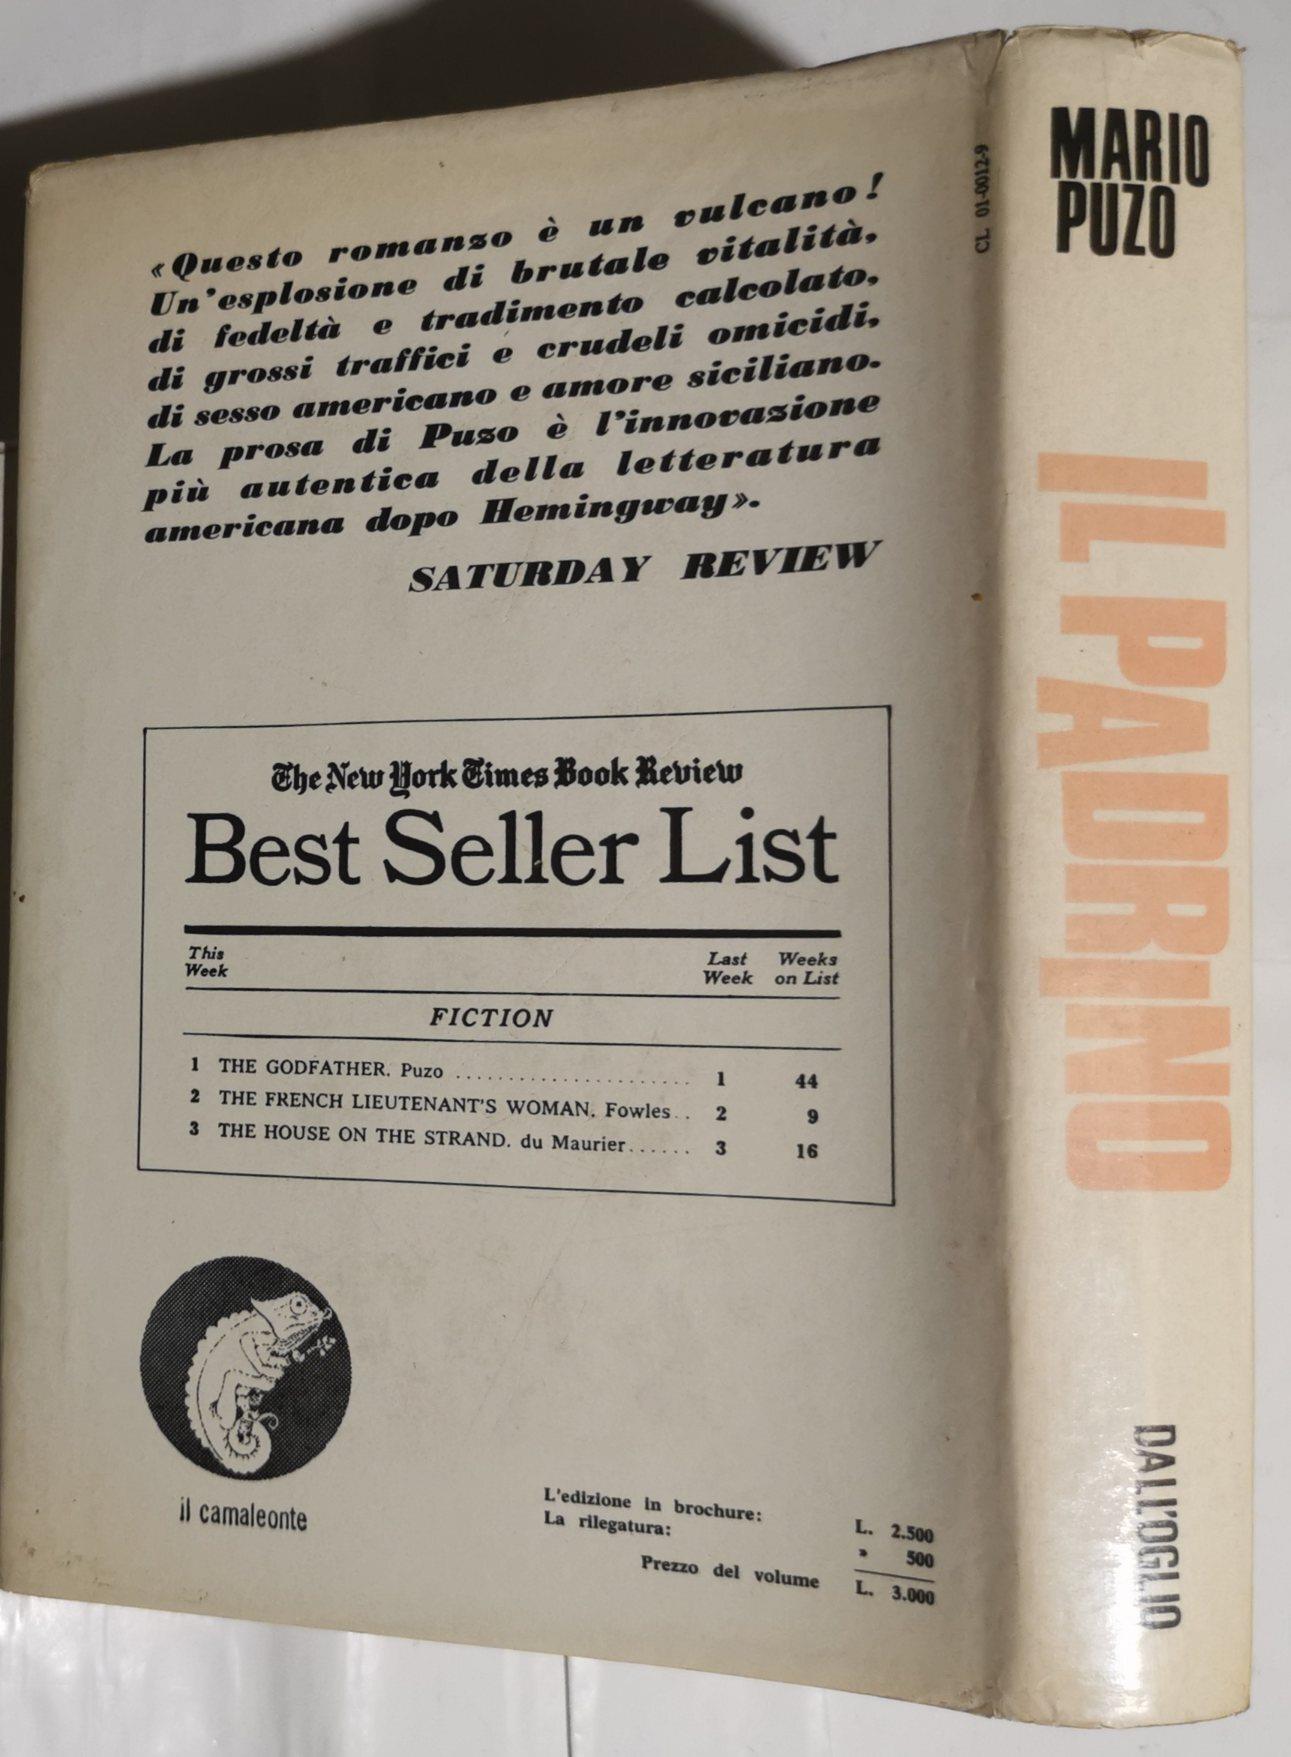 «Questo romanzo è un vulcano!
Un'esplosione di brutale vitalità,
di fedeltà e tradimento calcolato,
di grossi traffici e crudeli omicidi,
di sesso americano e amore siciliano.
La prosa di Puzo è l'innovazione
più autentica della letteratura
americana dopo Hemingway».
SATURDAY REVIEW
The New York Times Book Review
Best Seller List
This
Week
Last
Week
Weeks
on List
FICTION
1 THE GODFATHER. Puzo ...................... 1 44
2 THE FRENCH LIEUTENANT'S WOMAN. Fowles.. 2 9
3 THE HOUSE ON THE STRAND. du Maurier...... 3 16
il camaleonte
L'edizione in brochure: L. 2.500
La rilegatura: » 500
Prezzo del volume L. 3.000
CL 01-0012-9
MARIO
PUZO
IL PADRINO
DALL'OGLIO